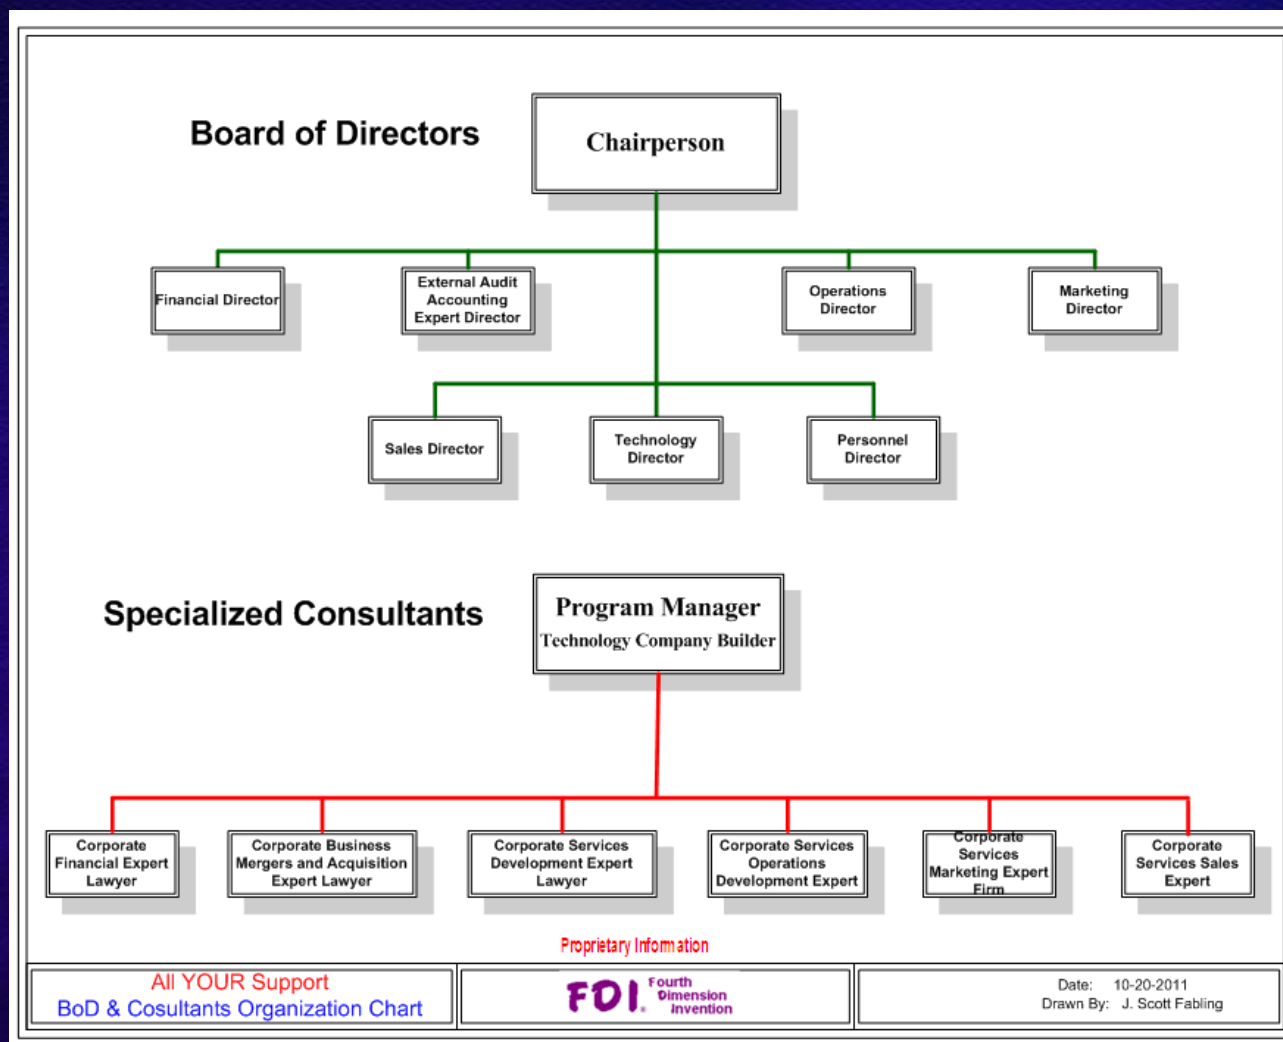 Board of Directors
Chairperson
Financial Director
External Audit
Accounting
Expert Director
Operations
Director
Marketing
Director
Sales Director
Technology
Director
Personnel
Director
Specialized Consultants
Program Manager
Technology Company Builder
Corporate
Financial Expert
Lawyer
Corporate Business
Mergers and Acquisition
Expert Lawyer
Corporate Services
Development Expert
Lawyer
Corporate Services
Operations
Development Expert
Corporate
Services
Marketing Expert
Firm
Corporate
Services Sales
Expert
Proprietary Information
All YOUR Support
BoD & Cosultants Organization Chart
FDI®
Fourth
Dimension
Invention
Date: 10-20-2011
Drawn By: J. Scott Fabling